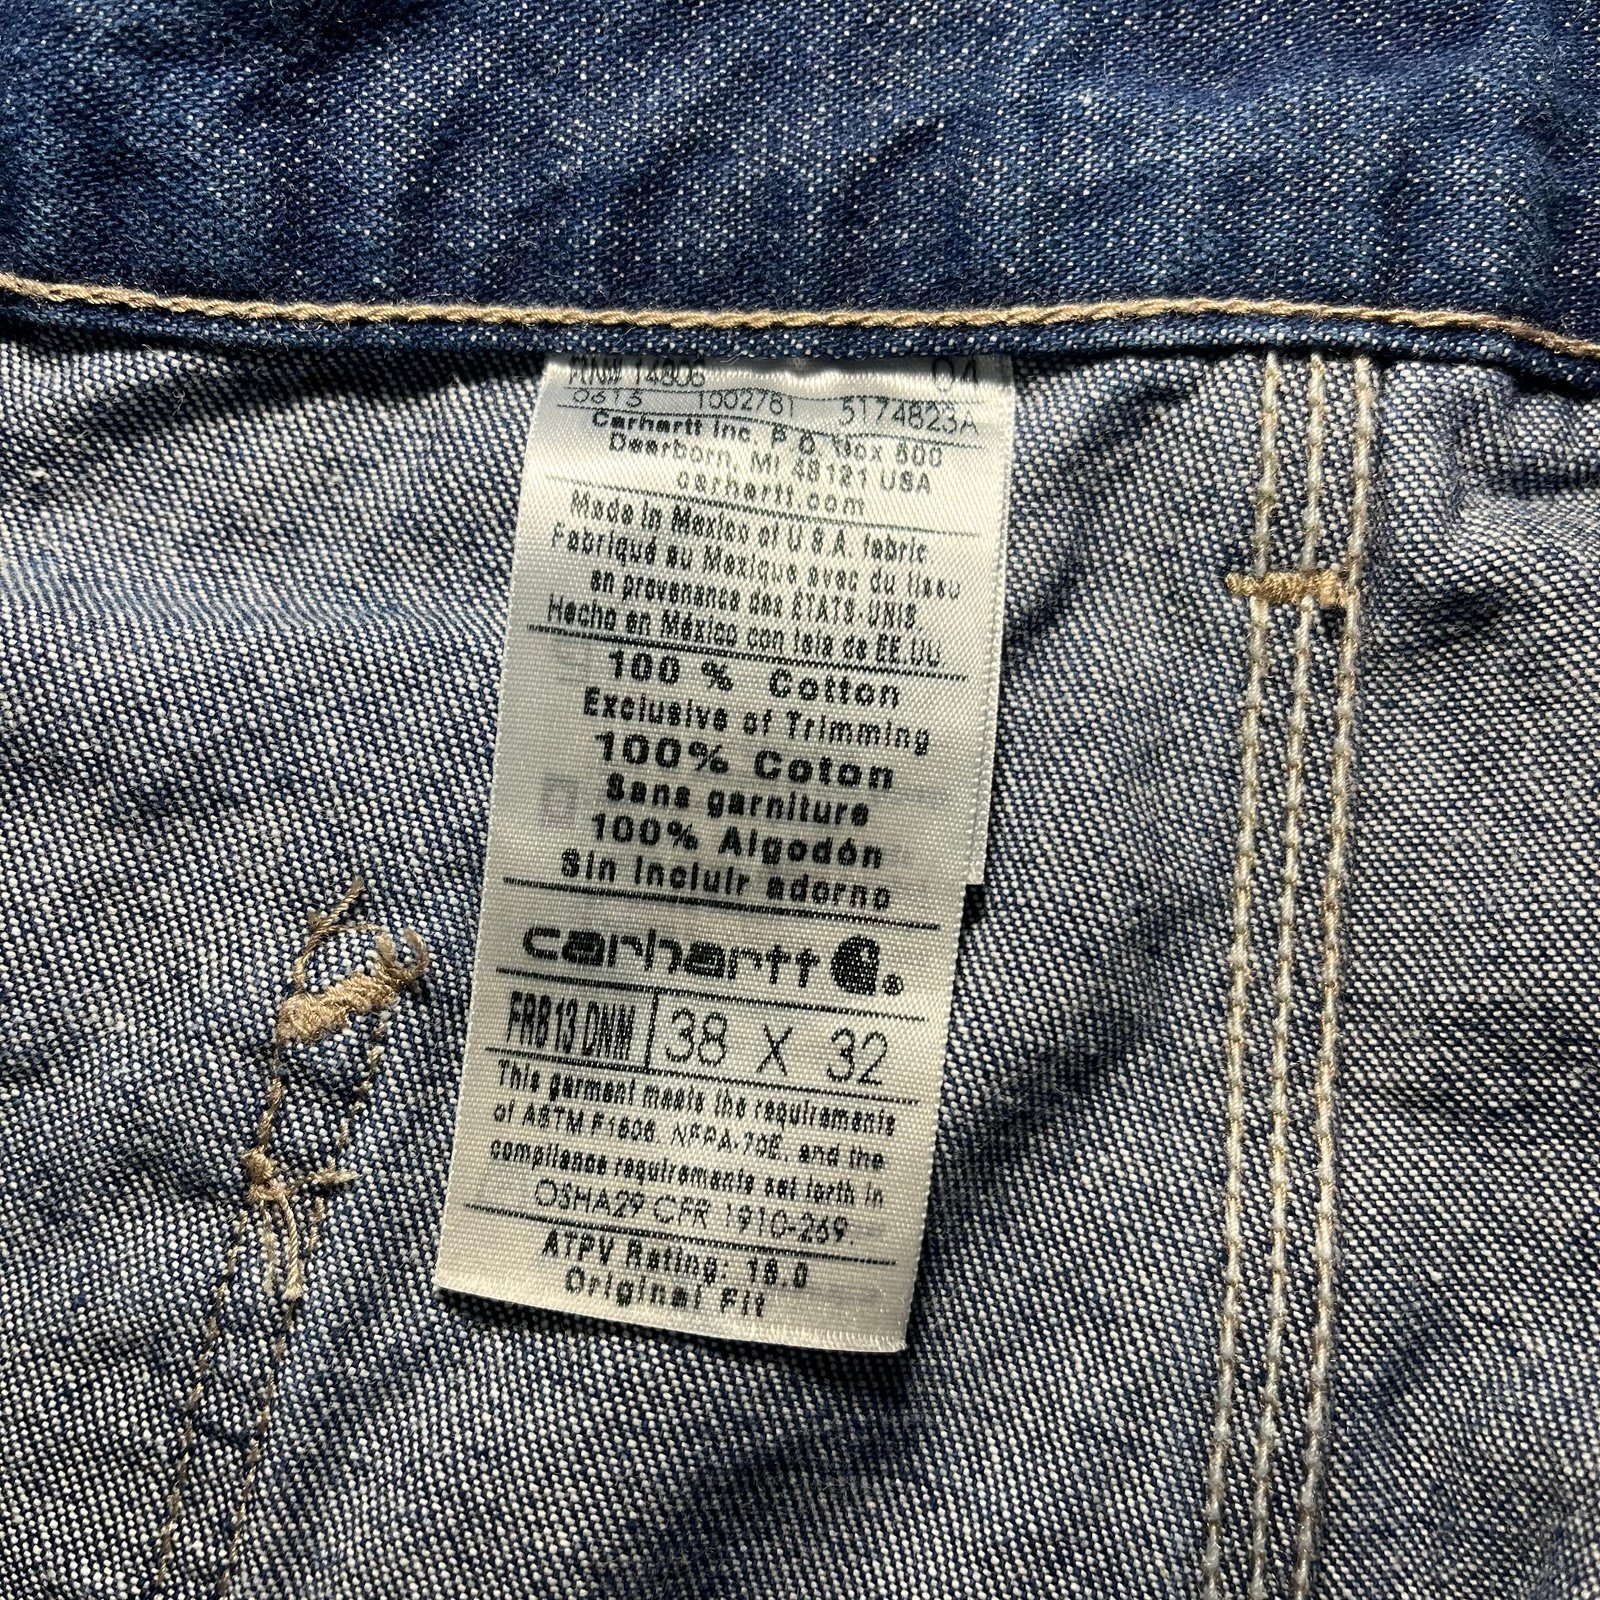 RN# 14806 04
0613 1002781 5174823A
Carhartt Inc. P.O. Box 600
Dearborn, MI 48121 USA
carhartt.com
Made in Mexico of U.S.A. fabric
Fabriqué au Mexique avec du tissu
en provenance des ÉTATS-UNIS
Hecho en México con tela de EE.UU
100 % Cotton
Exclusive of Trimming
100% Coton
Sans garniture
100% Algodón
Sin incluir adorno
carhartt ®
FR813 DNM 38 X 32
This garment meets the requirements
of ASTM F1506, NFPA-70E, and the
compliance requirements set forth in
OSHA29 CFR 1910-269.
ATPV Rating: 18.0
Original Fit